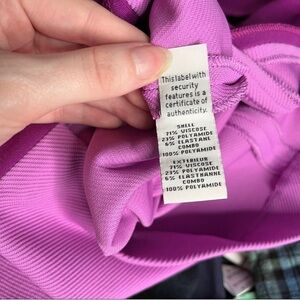 This label with
security
features is a
certificate of
authenticity.
SHELL
71% VISCOSE
23% POLYAMIDE
6% ELASTANE
COMBO
100% POLYAMIDE
EXTERIEUR
71% VISCOSE
23% POLYAMIDE
6% ELASTHANNE
COMBO
100% POLYAMIDE